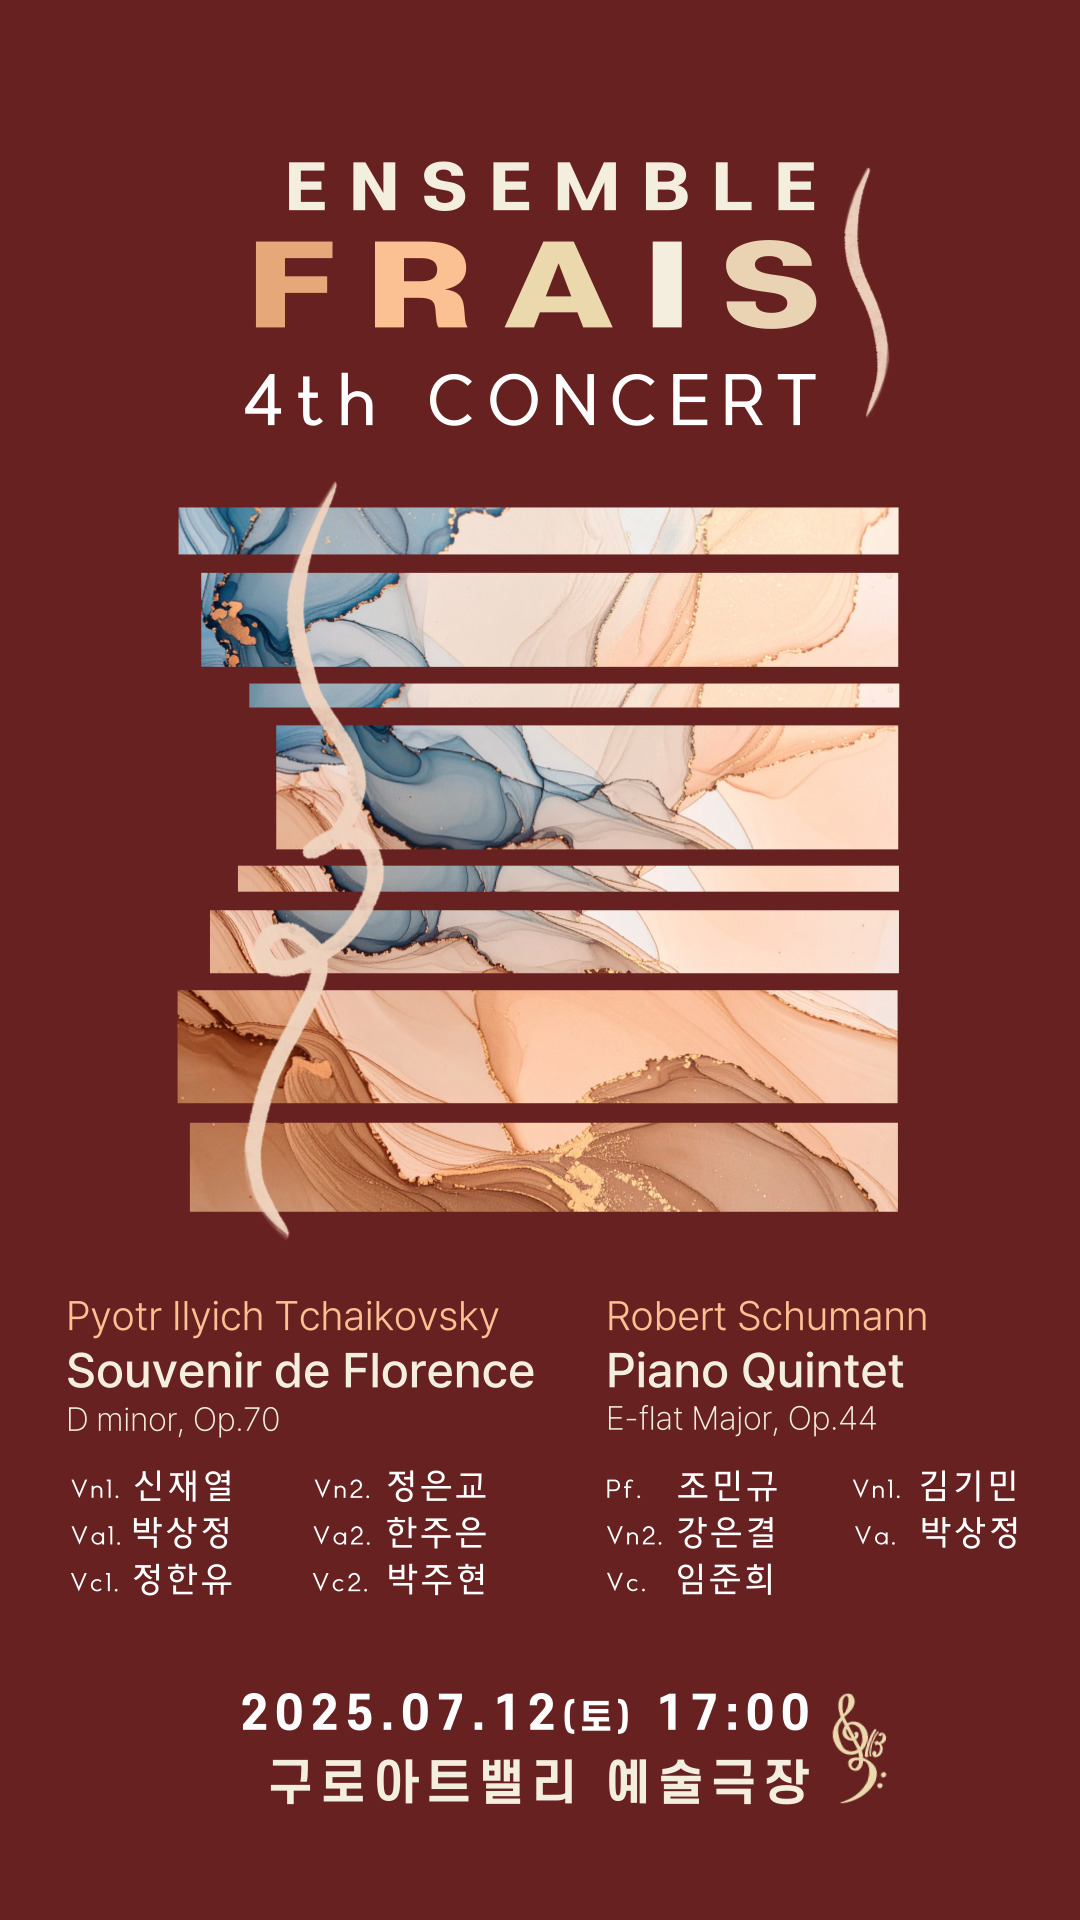 ENSEMBLE
FRAIS
4th CONCERT
Pyotr Ilyich Tchaikovsky
Souvenir de Florence
D minor, Op.70
Vn1. 신재열 Vn2. 정은교
Va1. 박상정 Va2. 한주은
Vc1. 정한유 Vc2. 박주현
Robert Schumann
Piano Quintet
E-flat Major, Op.44
Pf. 조민규 Vn1. 김기민
Vn2. 강은결 Va. 박상정
Vc. 임준희
2025.07.12(토) 17:00
구로아트밸리 예술극장